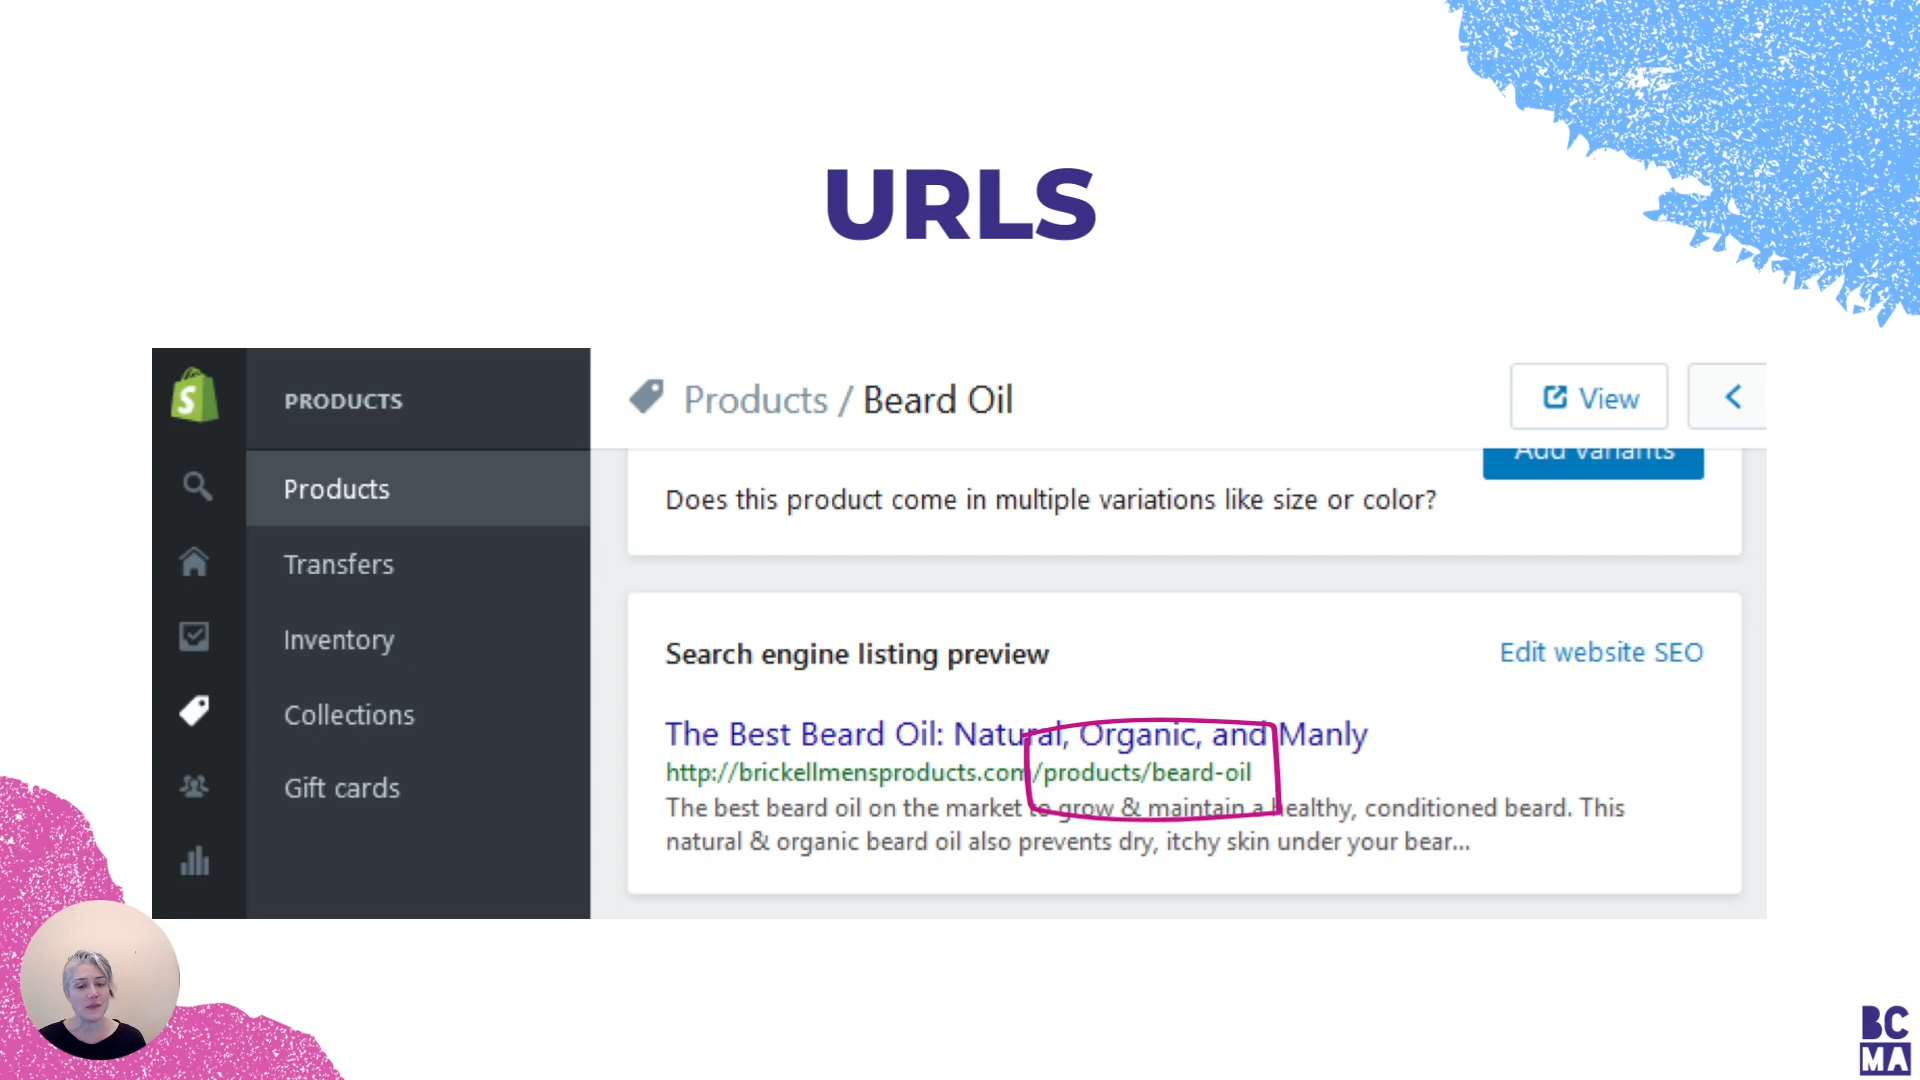 URLS
PRODUCTS
Products
Transfers
Inventory
Collections
Gift cards
Products / Beard Oil
View
Add variants
Does this product come in multiple variations like size or color?
Search engine listing preview
Edit website SEO
The Best Beard Oil: Natural, Organic, and Manly
http://brickellmensproducts.com/products/beard-oil
The best beard oil on the market to grow & maintain a healthy, conditioned beard. This
natural & organic beard oil also prevents dry, itchy skin under your bear...
BC
MA